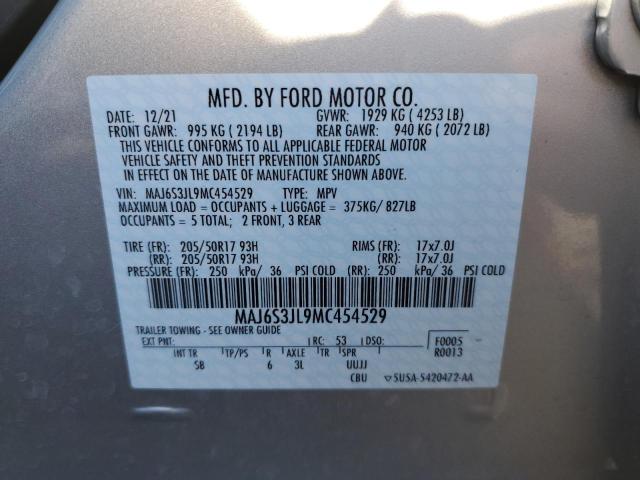 MFD. BY FORD MOTOR CO.
DATE: 12/21 GVWR: 1929 KG ( 4253 LB)
FRONT GAWR: 995 KG ( 2194 LB) REAR GAWR: 940 KG ( 2072 LB)
THIS VEHICLE CONFORMS TO ALL APPLICABLE FEDERAL MOTOR
VEHICLE SAFETY AND THEFT PREVENTION STANDARDS
IN EFFECT ON THE DATE OF MANUFACTURE SHOWN ABOVE.
VIN: MAJ6S3JL9MC454529 TYPE: MPV
MAXIMUM LOAD = OCCUPANTS + LUGGAGE = 375KG/ 827LB
OCCUPANTS = 5 TOTAL; 2 FRONT, 3 REAR
TIRE (FR): 205/50R17 93H RIMS (FR): 17x7.0J
(RR): 205/50R17 93H (RR): 17x7.0J
PRESSURE (FR): 250 kPa/ 36 PSI COLD (RR): 250 kPa/ 36 PSI COLD
MAJ6S3JL9MC454529
TRAILER TOWING - SEE OWNER GUIDE
EXT PNT: RC: 53 DSO: F0005
R0013
INT TR TP/PS R AXLE TR SPR
SB 6 3L UUJJ
CBU 5USA-5420472-AA